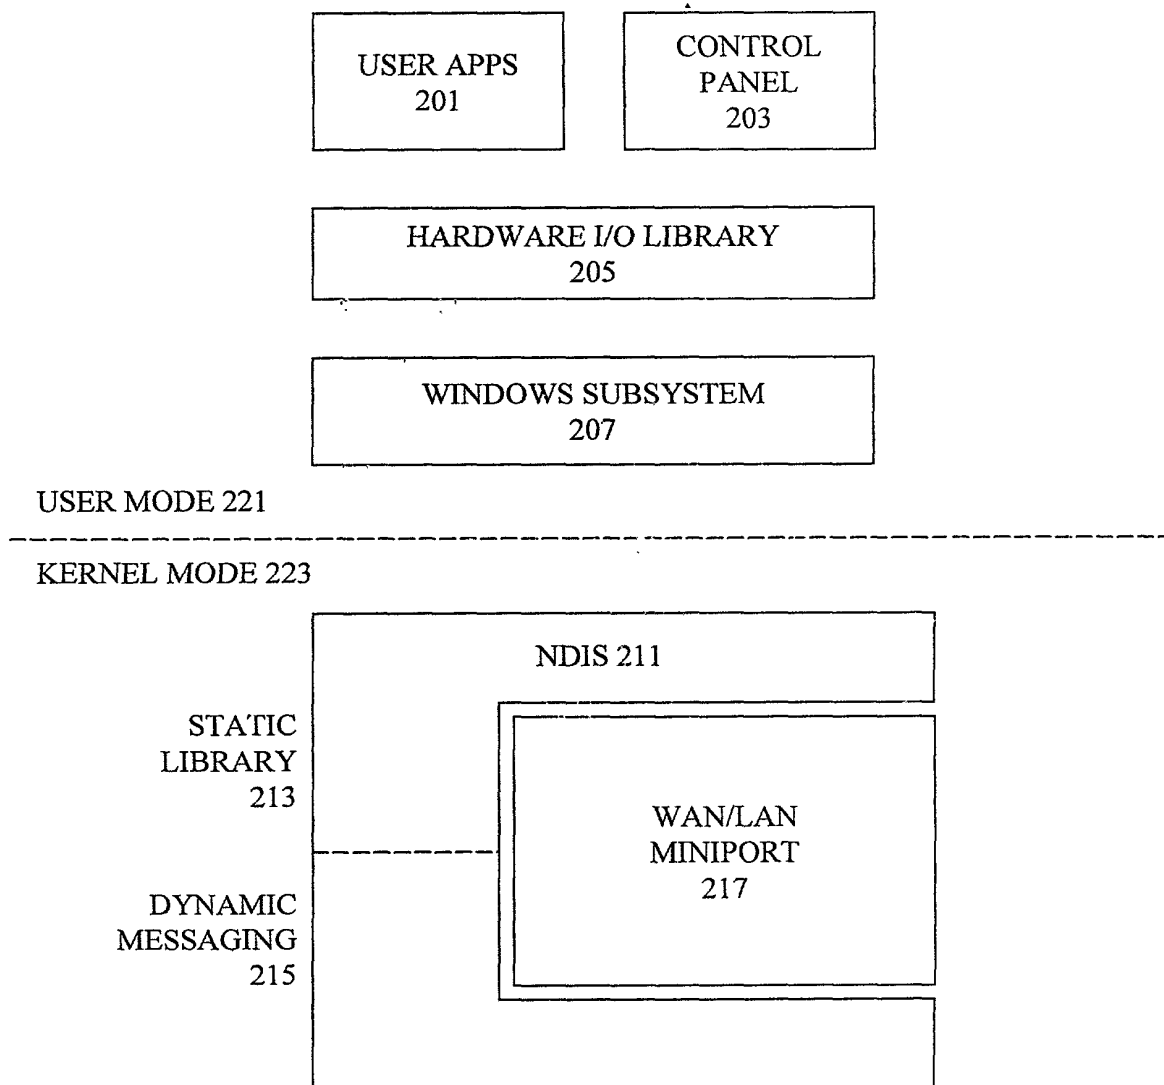 USER APPS
201
CONTROL
PANEL
203
HARDWARE I/O LIBRARY
205
WINDOWS SUBSYSTEM
207
USER MODE 221
KERNEL MODE 223
NDIS 211
STATIC
LIBRARY
213
WAN/LAN
MINIPORT
217
DYNAMIC
MESSAGING
215